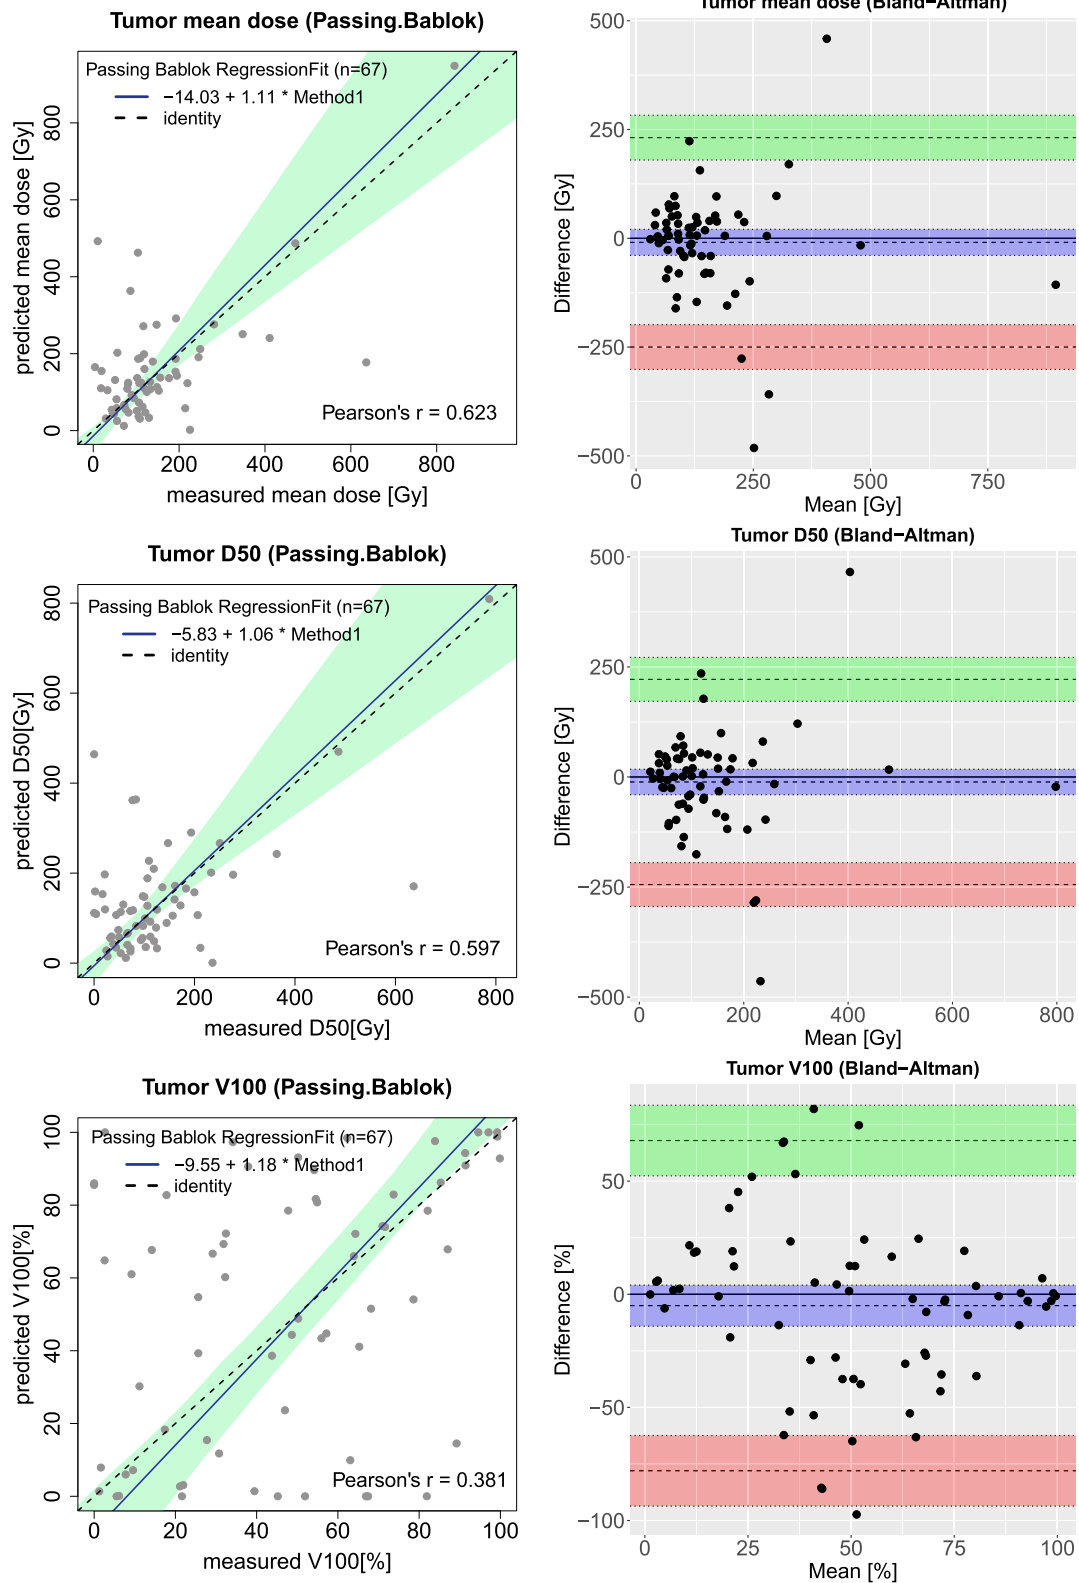 Tumor mean dose (Passing.Bablok)
Passing Bablok RegressionFit (n=67)
−14.03 + 1.11 * Method1
identity
Pearson's r = 0.623
predicted mean dose [Gy]
800
600
400
200
0
0 200 400 600 800
measured mean dose [Gy]
Tumor mean dose (Bland−Altman)
Difference [Gy]
500
250
0
−250
−500
0 250 500 750
Mean [Gy]
Tumor D50 (Passing.Bablok)
Passing Bablok RegressionFit (n=67)
−5.83 + 1.06 * Method1
identity
Pearson's r = 0.597
predicted D50[Gy]
800
600
400
200
0
0 200 400 600 800
measured D50[Gy]
Tumor D50 (Bland−Altman)
Difference [Gy]
500
250
0
−250
−500
0 200 400 600 800
Mean [Gy]
Tumor V100 (Passing.Bablok)
Passing Bablok RegressionFit (n=67)
−9.55 + 1.18 * Method1
identity
Pearson's r = 0.381
predicted V100[%]
100
80
60
40
20
0
0 20 40 60 80 100
measured V100[%]
Tumor V100 (Bland−Altman)
Difference [%]
50
0
−50
−100
0 25 50 75 100
Mean [%]